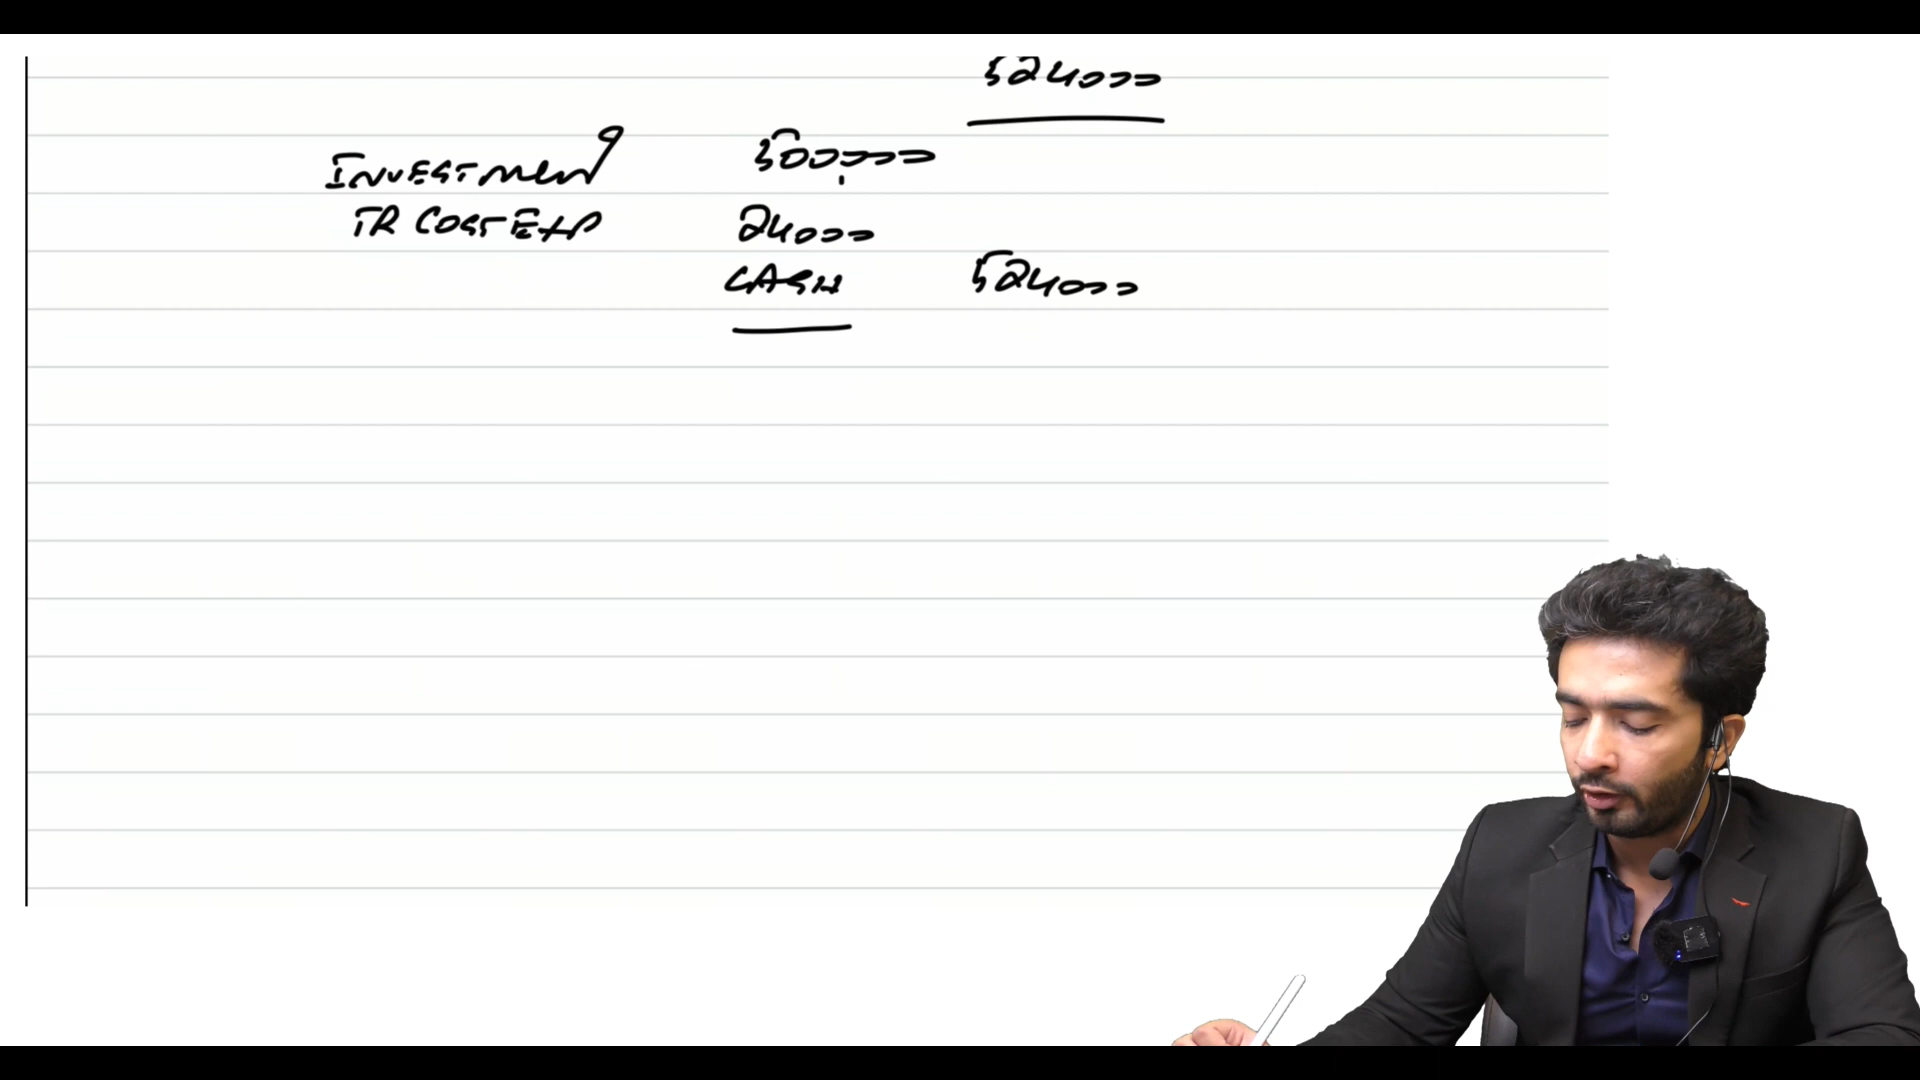 524000
INVESTMENT 500000
TR COST EXP 24000
CASH 524000